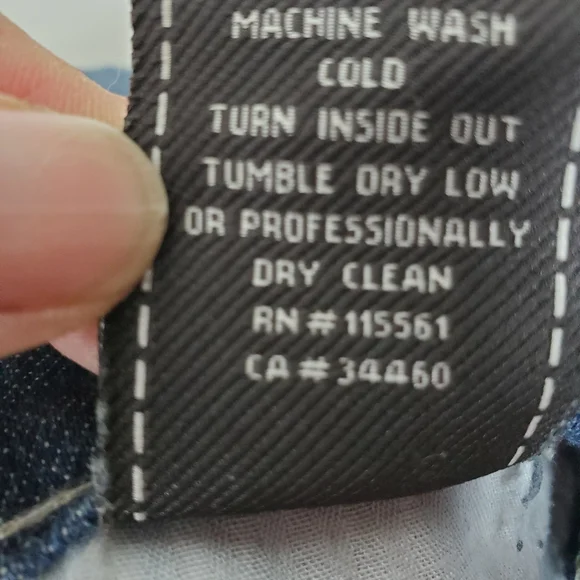 MACHINE WASH
COLD
TURN INSIDE OUT
TUMBLE DRY LOW
OR PROFESSIONALLY
DRY CLEAN
RN # 115561
CA # 34460